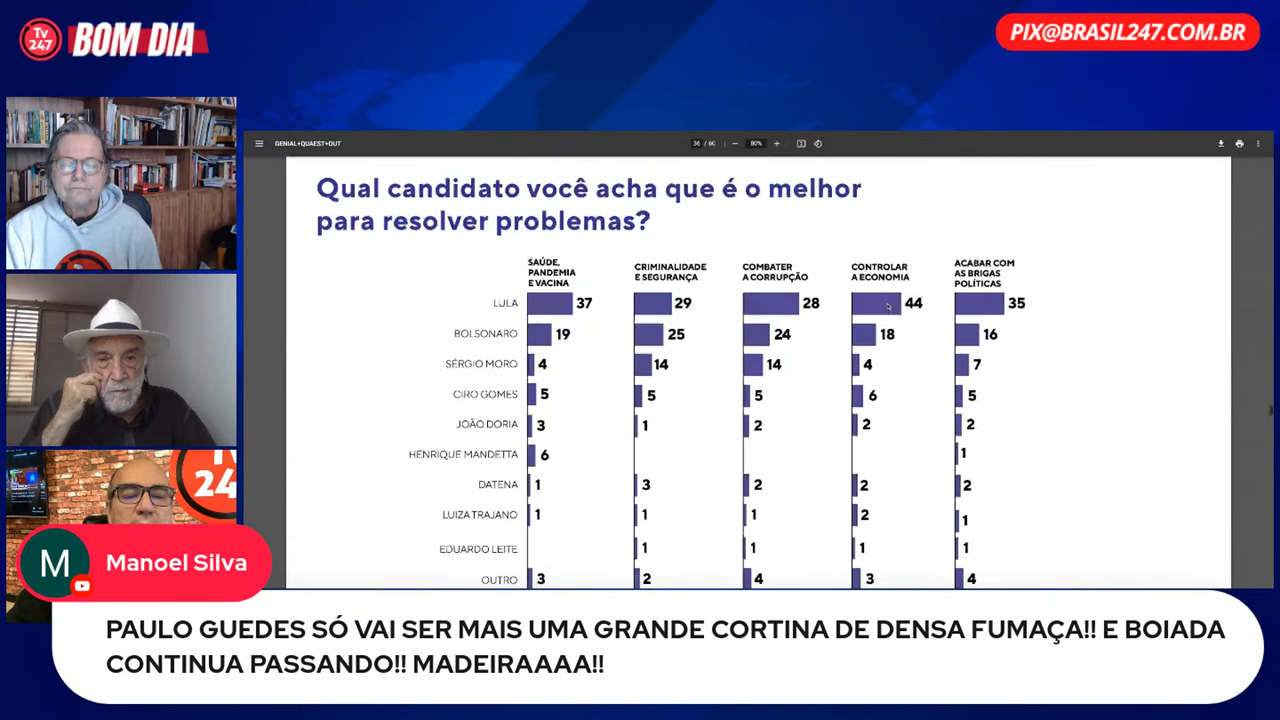 Tv
247
BOM DIA
PIX@BRASIL247.COM.BR
GENIAL+QUAEST+OUT
36 / 60
80%
Qual candidato você acha que é o melhor
para resolver problemas?
SAÚDE,
PANDEMIA
E VACINA
CRIMINALIDADE
E SEGURANÇA
COMBATER
A CORRUPÇÃO
CONTROLAR
A ECONOMIA
ACABAR COM
AS BRIGAS
POLÍTICAS
LULA 37 29 28 44 35
BOLSONARO 19 25 24 18 16
SÉRGIO MORO 4 14 14 4 7
CIRO GOMES 5 5 5 6 5
JOÃO DORIA 3 1 2 2 2
HENRIQUE MANDETTA 6 1
DATENA 1 3 2 2 2
LUIZA TRAJANO 1 1 1 2 1
EDUARDO LEITE 1 1 1 1
OUTRO 3 2 4 3 4
24
M
Manoel Silva
PAULO GUEDES SÓ VAI SER MAIS UMA GRANDE CORTINA DE DENSA FUMAÇA!! E BOIADA
CONTINUA PASSANDO!! MADEIRAAAA!!